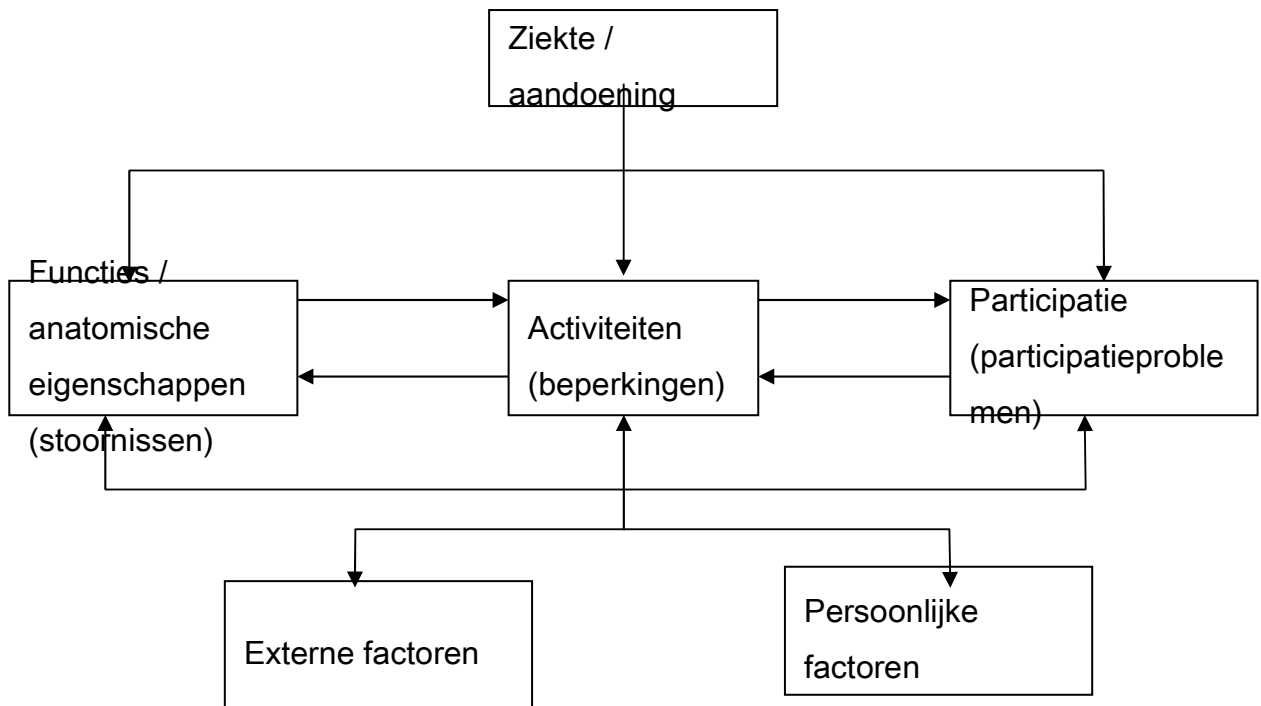 Ziekte /
aandoening
Functies /
anatomische
eigenschappen
(stoornissen)
Activiteiten
(beperkingen)
Participatie
(participatieproble
men)
Externe factoren
Persoonlijke
factoren